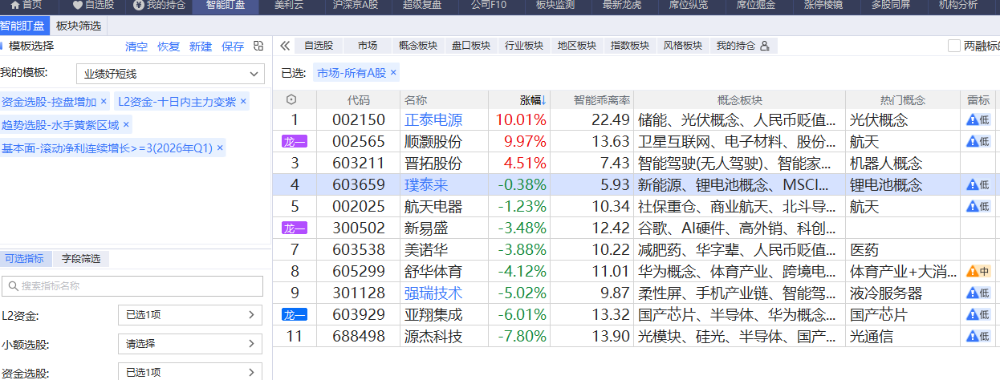 首页 自选股 我的持仓 智能盯盘 美利云 沪深京A股 超级复盘 公司F10 板块监测 最新龙虎 席位纵览 席位掘金 涨停棱镜 多股同屏 机构分析
智能盯盘 板块筛选
模板选择 清空 恢复 新建 保存
我的模板: 业绩好短线
资金选股-控盘增加 × L2资金-十日内主力变紫 ×
趋势选股-水手黄紫区域 ×
基本面-滚动净利连续增长>=3(2026年Q1) ×
可选指标 字段筛选
搜索指标名称
L2资金: 已选1项
小额选股: 请选择
资金选股: 已选1项
自选股 市场 概念板块 盘口板块 行业板块 地区板块 指数板块 风格板块 我的持仓 两融标
已选: 市场-所有A股 ×
代码 名称 涨幅↓ 智能乖离率 概念板块 热门概念 雷标
1 002150 正泰电源 10.01% 22.49 储能、光伏概念、人民币贬值... 光伏概念 低
龙一 002565 顺灏股份 9.97% 13.63 卫星互联网、电子材料、股份... 航天 低
3 603211 晋拓股份 4.51% 7.43 智能驾驶(无人驾驶)、智能家... 机器人概念
4 603659 璞泰来 -0.38% 5.93 新能源、锂电池概念、MSCI... 锂电池概念 低
5 002025 航天电器 -1.23% 10.34 社保重仓、商业航天、北斗导... 航天 低
龙一 300502 新易盛 -3.48% 12.42 谷歌、AI硬件、高外销、科创...
7 603538 美诺华 -3.88% 10.22 减肥药、华字辈、人民币贬值... 医药
8 605299 舒华体育 -4.12% 11.01 华为概念、体育产业、跨境电... 体育产业+大消... 中
9 301128 强瑞技术 -5.02% 9.87 柔性屏、手机产业链、智能驾... 液冷服务器 低
龙一 603929 亚翔集成 -6.01% 13.32 国产芯片、半导体、华为概念... 国产芯片 低
11 688498 源杰科技 -7.80% 13.90 光模块、硅光、半导体、国产... 光通信 低